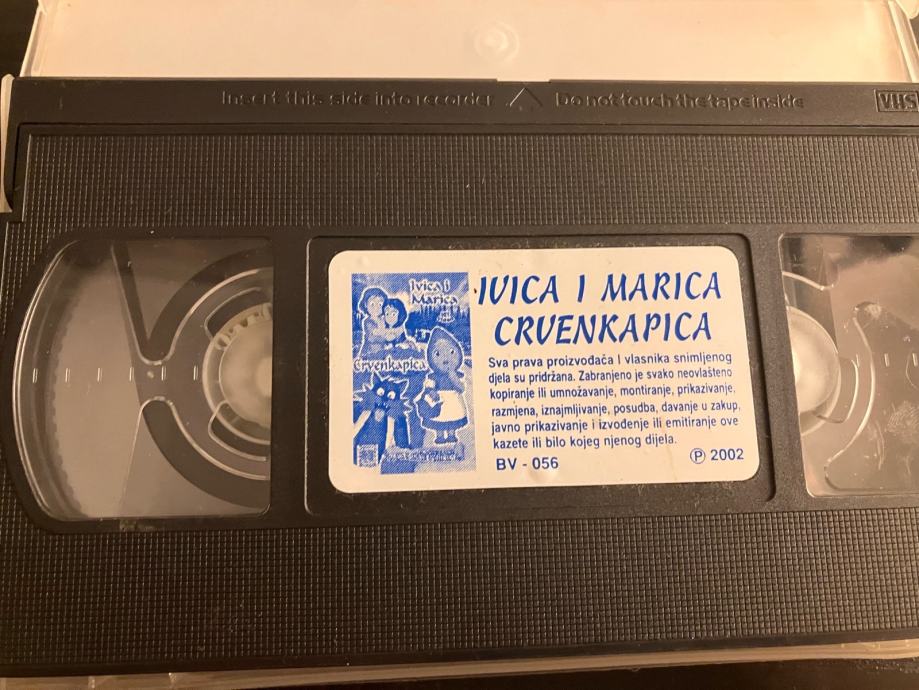 Insert this side into recorder
Do not touch the tape inside
VHS
Ivica i
Marica
Crvenkapica
IVICA I MARICA
CRVENKAPICA
Sva prava proizvođača I vlasnika snimljenog
djela su pridržana. Zabranjeno je svako neovlašteno
kopiranje ili umnožavanje, montiranje, prikazivanje,
razmjena, iznajmljivanje, posudba, davanje u zakup,
javno prikazivanje i izvođenje ili emitiranje ove
kazete ili bilo kojeg njenog dijela.
BV - 056
℗ 2002